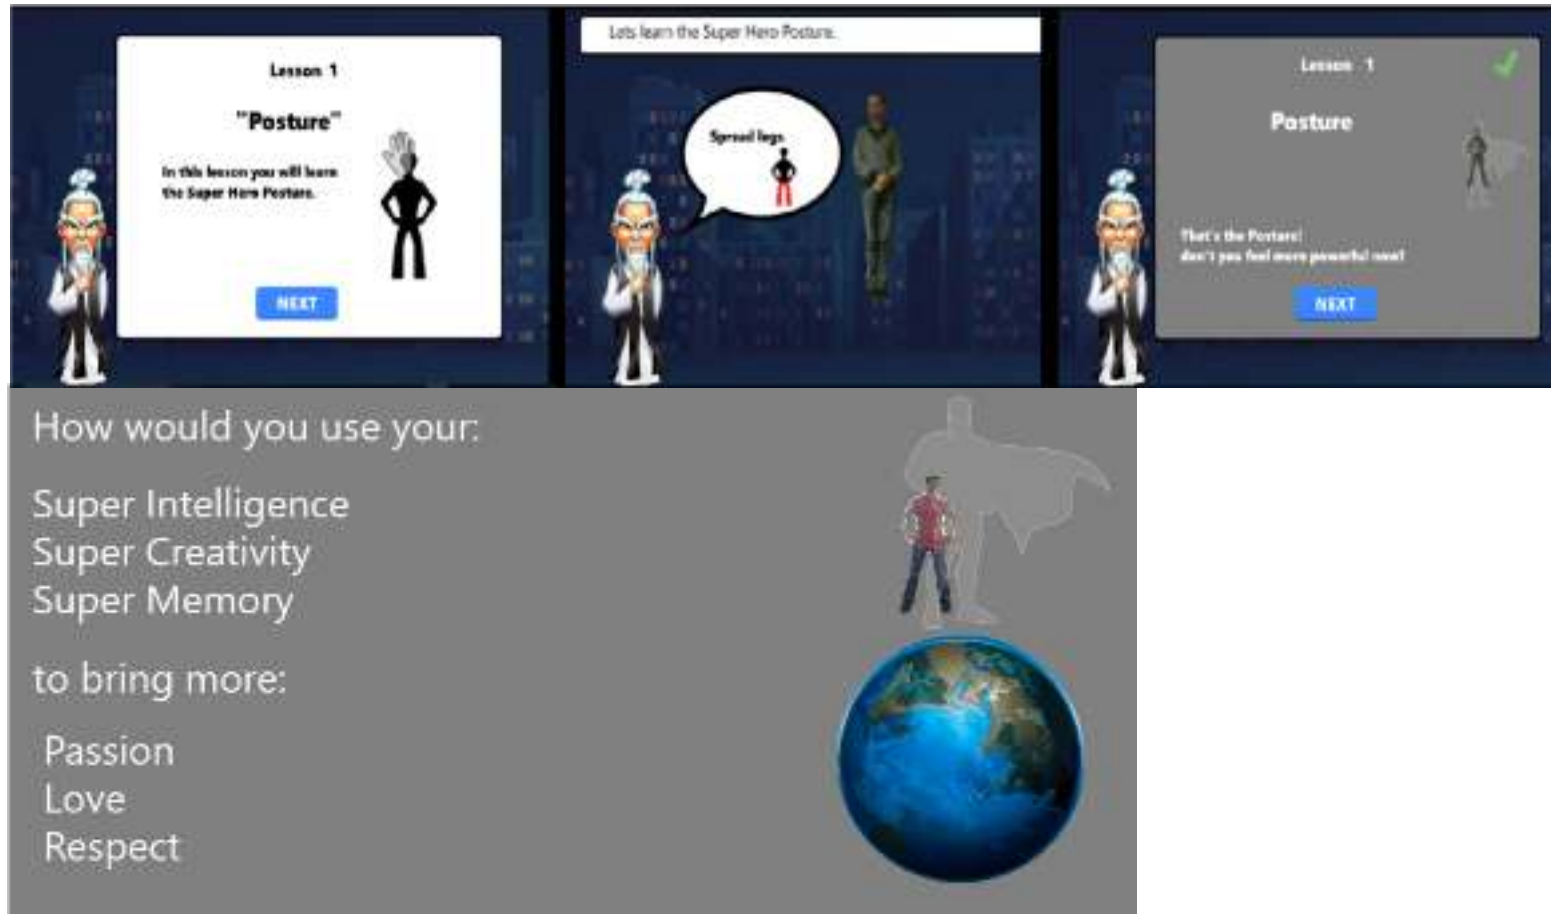 Lesson 1
"Posture"
In this lesson you will learn
the Super Hero Posture.
NEXT
Lets learn the Super Hero Posture.
Spread legs
Lesson 1
Posture
That's the Posture!
don't you feel more powerful now?
NEXT
How would you use your:
Super Intelligence
Super Creativity
Super Memory
to bring more:
Passion
Love
Respect